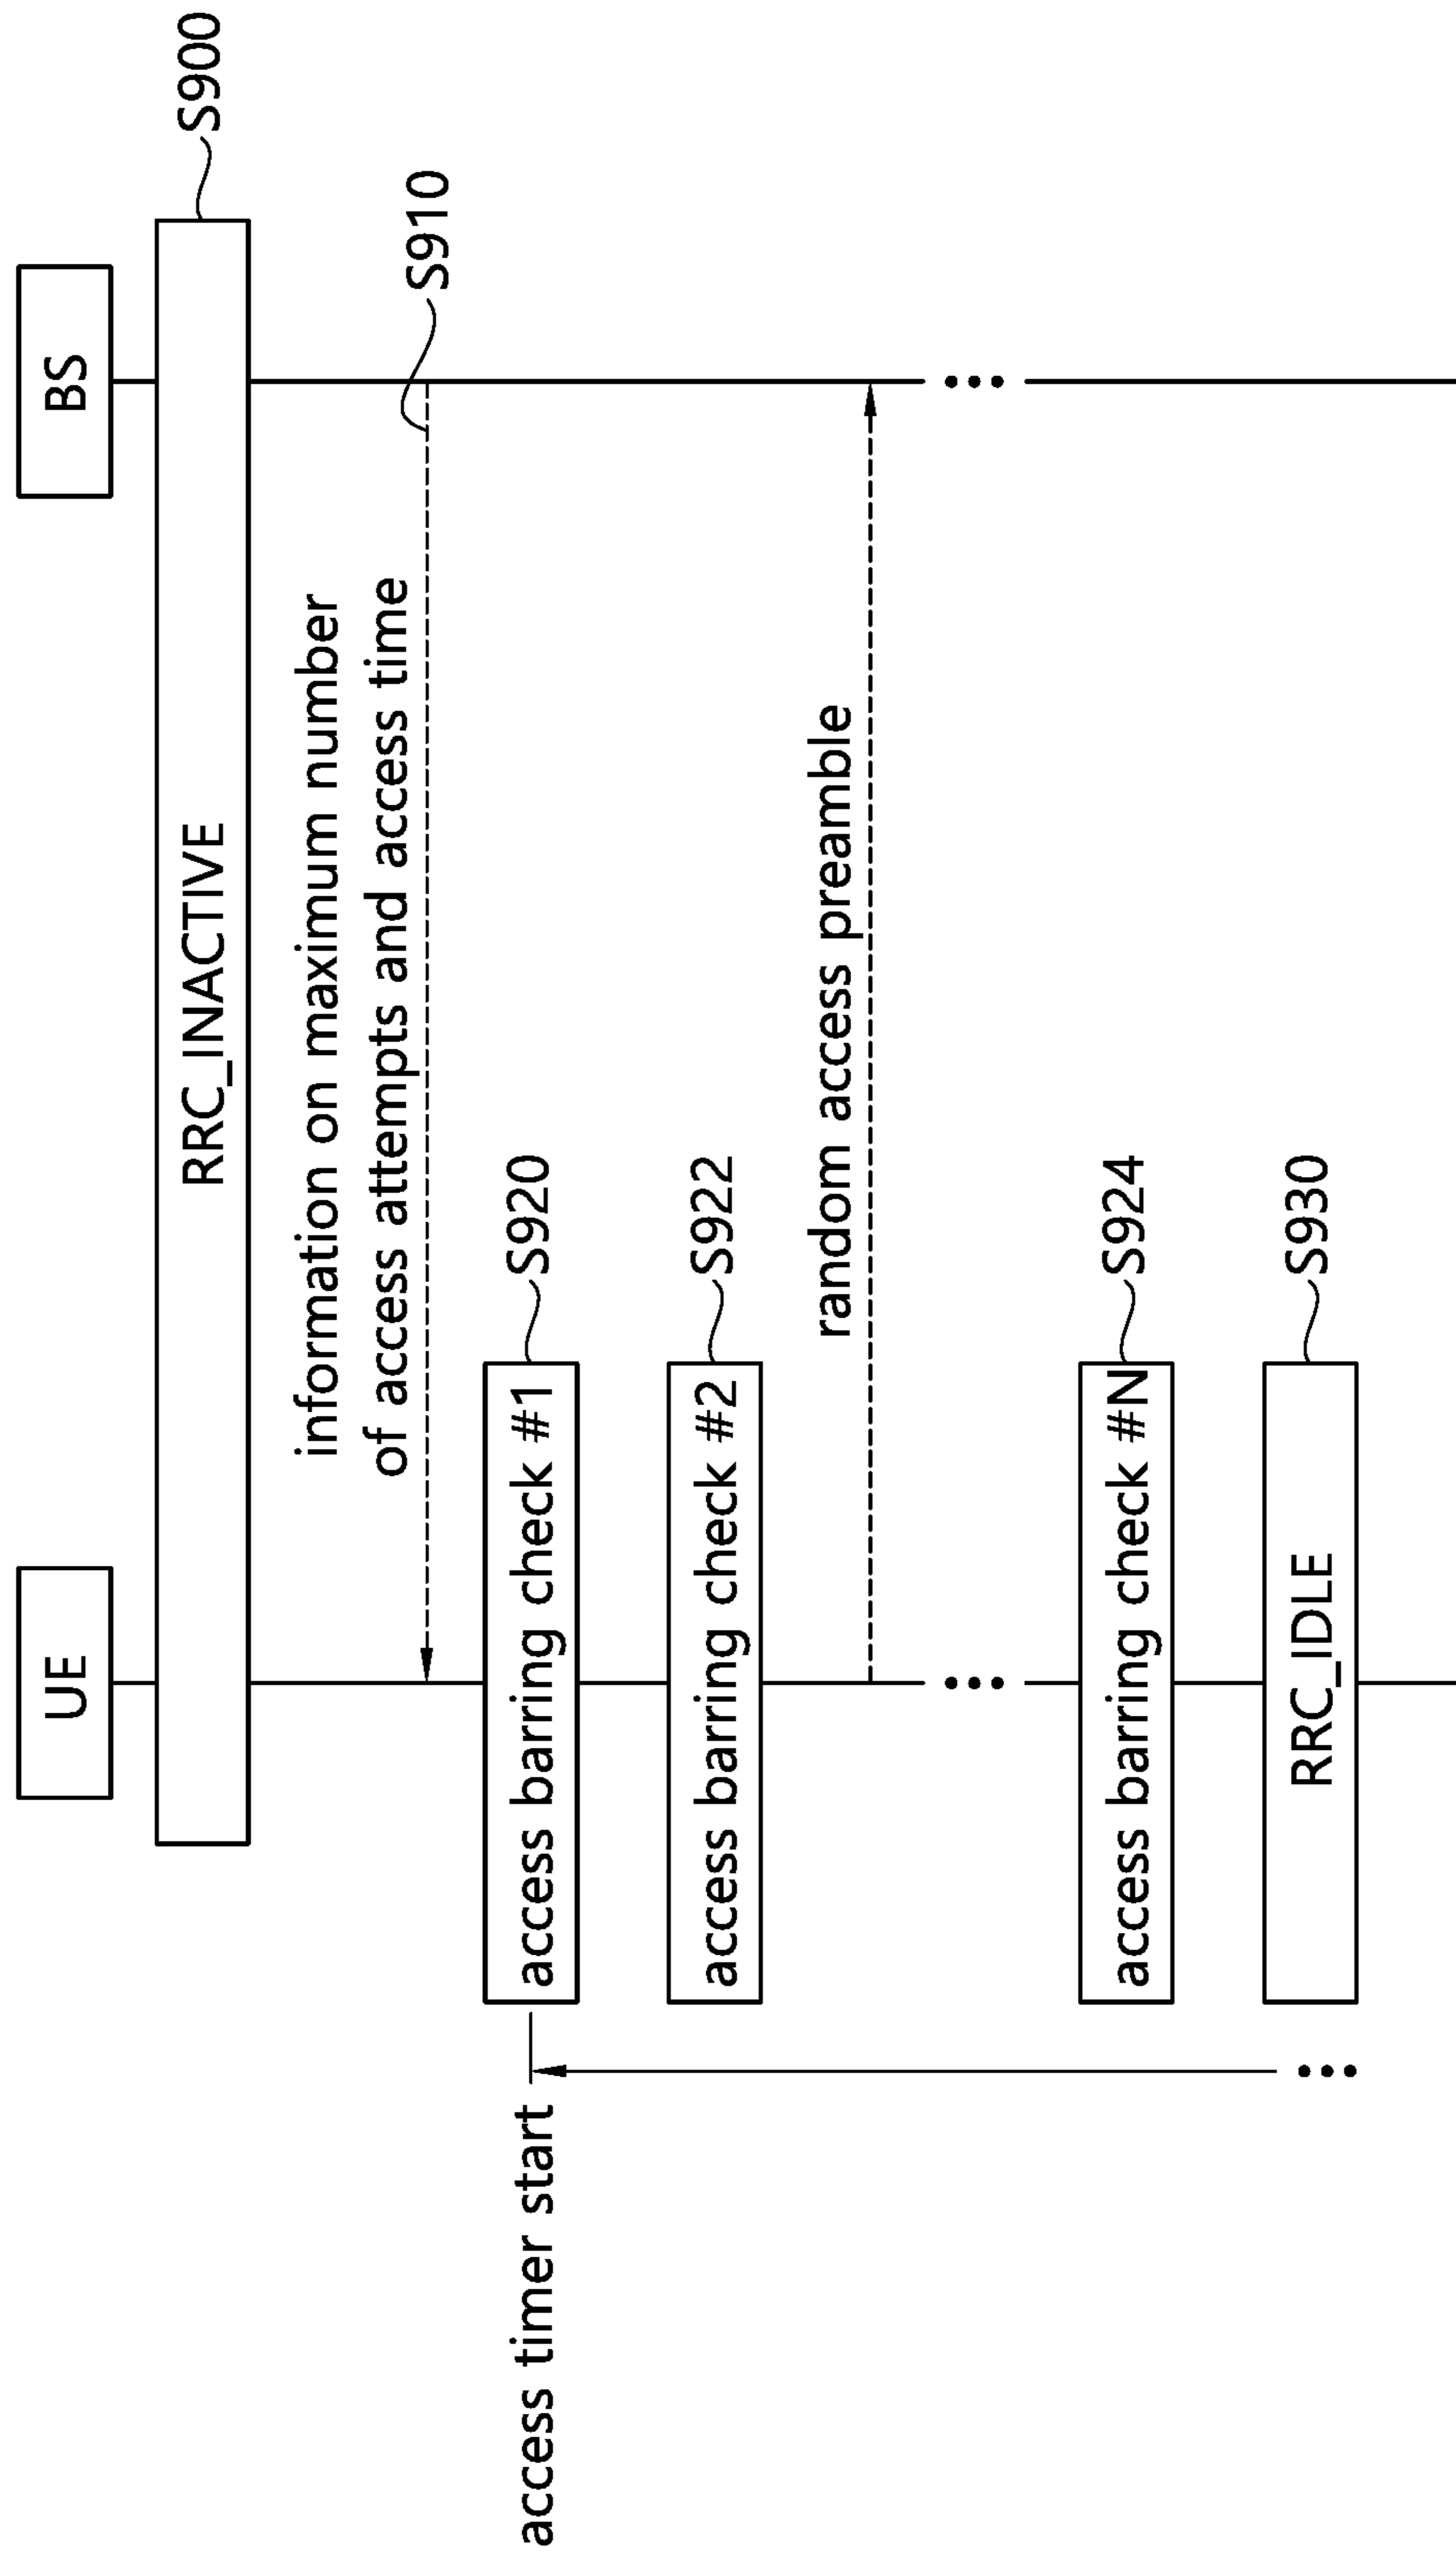 UE
BS
RRC_INACTIVE
S900
information on maximum number
of access attempts and access time
S910
access timer start
access barring check #1
S920
access barring check #2
S922
random access preamble
access barring check #N
S924
RRC_IDLE
S930